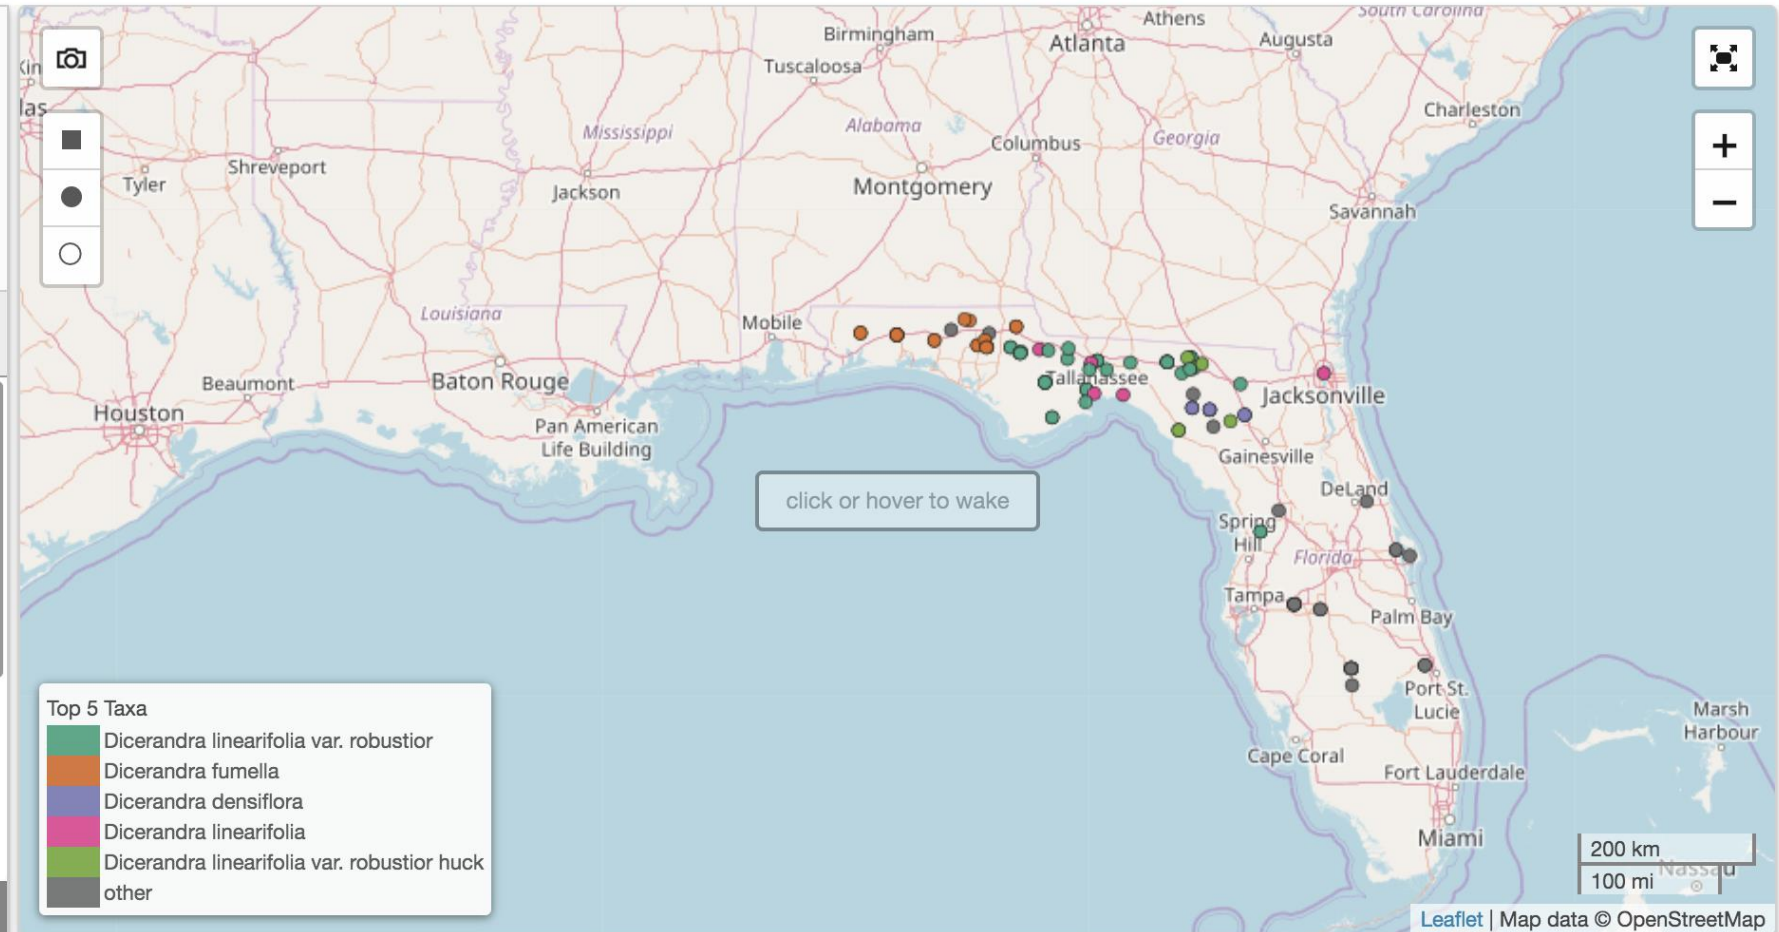 Athens
South Carolina
Birmingham
Atlanta
Augusta
Tuscaloosa
las
Charleston
Mississippi
Alabama
Columbus
Georgia
Shreveport
Tyler
Jackson
Montgomery
Savannah
Louisiana
Mobile
Beaumont
Baton Rouge
Tallahassee
Jacksonville
Houston
Pan American
Life Building
Gainesville
click or hover to wake
DeLand
Spring
Hill
Florida
Tampa
Palm Bay
Port St.
Lucie
Marsh
Harbour
Cape Coral
Fort Lauderdale
Miami
Top 5 Taxa
Dicerandra linearifolia var. robustior
Dicerandra fumella
Dicerandra densiflora
Dicerandra linearifolia
Dicerandra linearifolia var. robustior huck
other
200 km
100 mi
Nassau
Leaflet | Map data © OpenStreetMap